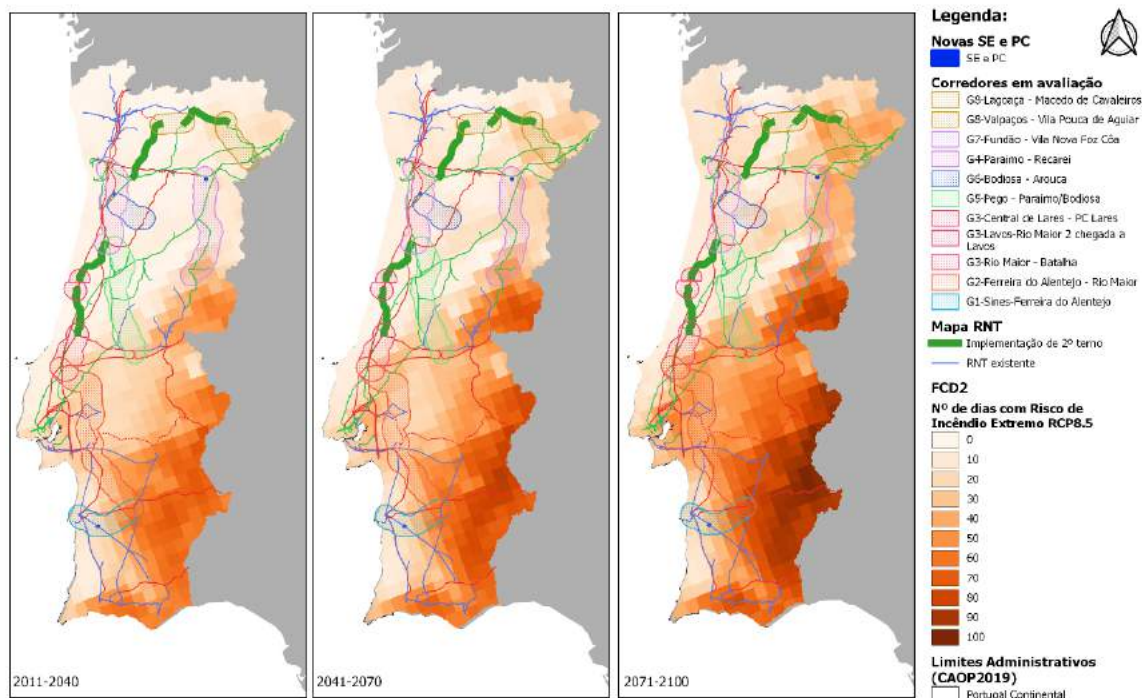 2011-2040
2041-2070
2071-2100
Legenda:
Novas SE e PC
SE e PC
Corredores em avaliação
G9-Lagoaça - Macedo de Cavaleiros
G8-Valpaços - Vila Pouca de Aguiar
G7-Fundão - Vila Nova Foz Côa
G4-Paraimo - Recarei
G6-Bodiosa - Arouca
G5-Pego - Paraimo/Bodiosa
G3-Central de Lares - PC Lares
G3-Lavos-Rio Maior 2 chegada a
Lavos
G3-Rio Maior - Batalha
G2-Ferreira do Alentejo - Rio Maior
G1-Sines-Ferreira do Alentejo
Mapa RNT
Implementação de 2º terno
RNT existente
FCD2
Nº de dias com Risco de
Incêndio Extremo RCP8.5
0
10
20
30
40
50
60
70
80
90
100
Limites Administrativos
(CAOP2019)
Portugal Continental